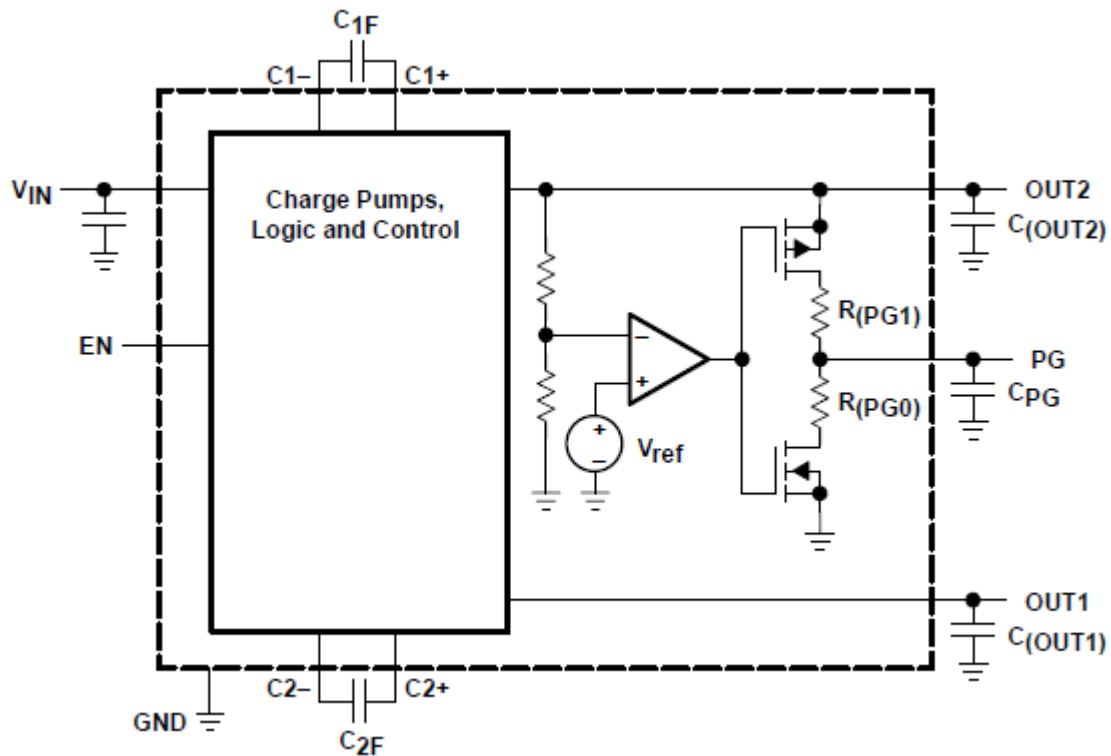 C1F
C1–
C1+
VIN
Charge Pumps,
Logic and Control
OUT2
C(OUT2)
R(PG1)
EN
–
+
PG
CPG
R(PG0)
+
–
Vref
OUT1
C(OUT1)
C2–
C2+
GND
C2F